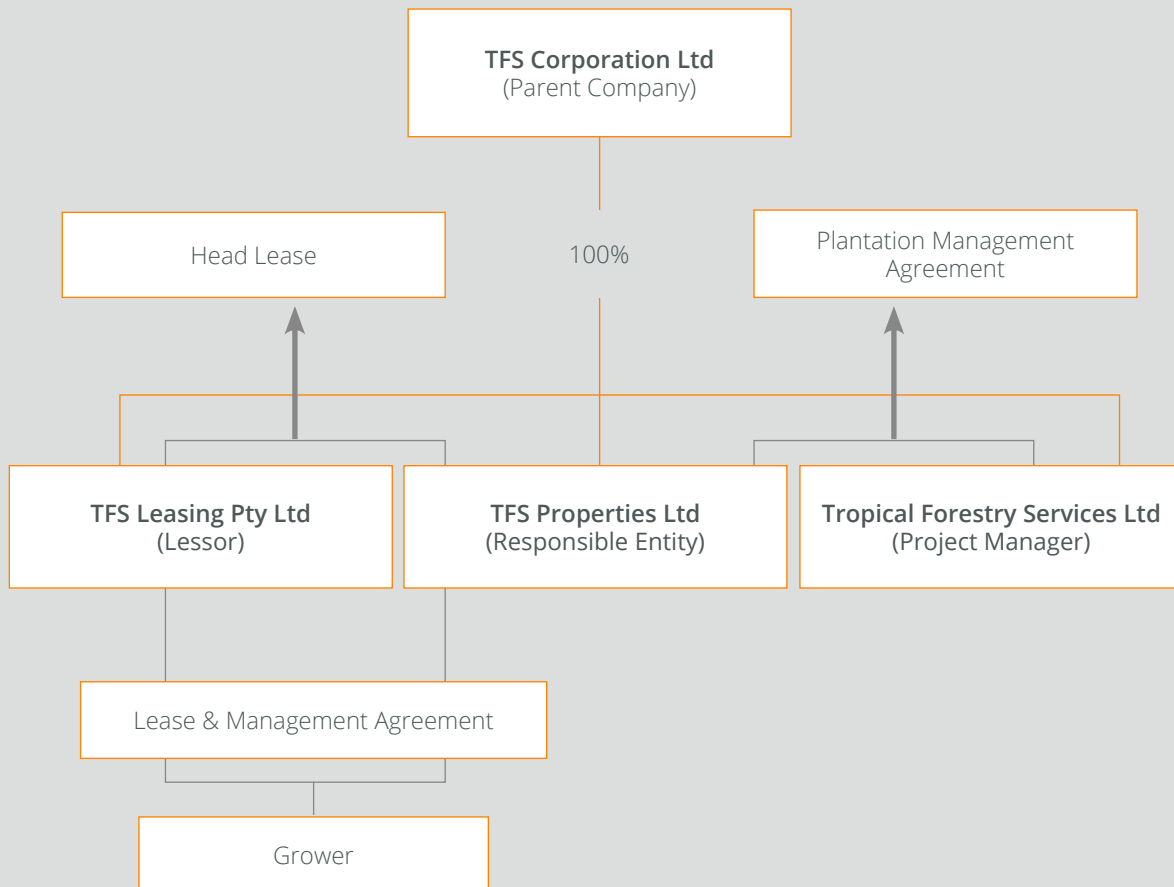 TFS Corporation Ltd
(Parent Company)
Head Lease
100%
Plantation Management
Agreement
TFS Leasing Pty Ltd
(Lessor)
TFS Properties Ltd
(Responsible Entity)
Tropical Forestry Services Ltd
(Project Manager)
Lease & Management Agreement
Grower